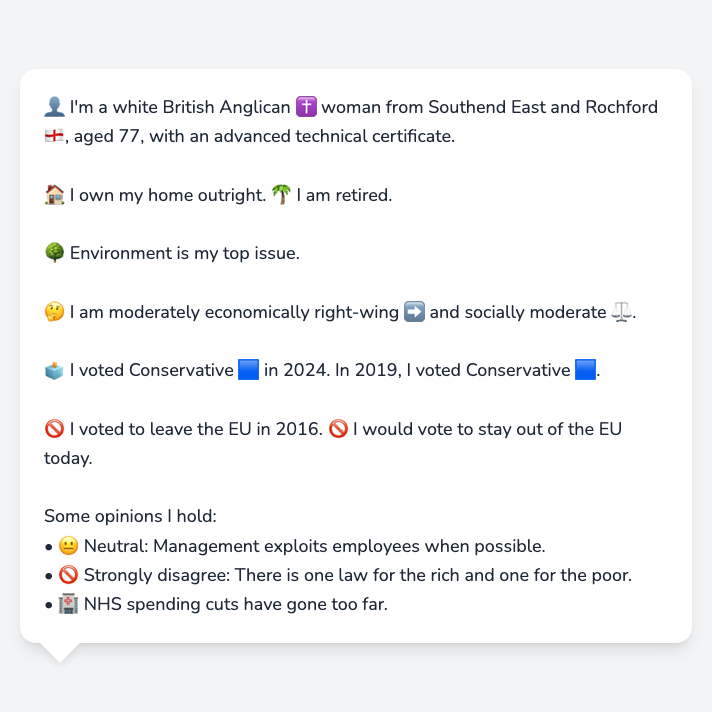 👤 I'm a white British Anglican ✝️ woman from Southend East and Rochford
🏴󠁧󠁢󠁥󠁮󠁧󠁿, aged 77, with an advanced technical certificate.
🏠 I own my home outright. 🌴 I am retired.
🌳 Environment is my top issue.
🤔 I am moderately economically right-wing ➡️ and socially moderate ⚖️.
🗳️ I voted Conservative 🟦 in 2024. In 2019, I voted Conservative 🟦.
🚫 I voted to leave the EU in 2016. 🚫 I would vote to stay out of the EU
today.
Some opinions I hold:
• 😐 Neutral: Management exploits employees when possible.
• 🚫 Strongly disagree: There is one law for the rich and one for the poor.
• 🏥 NHS spending cuts have gone too far.